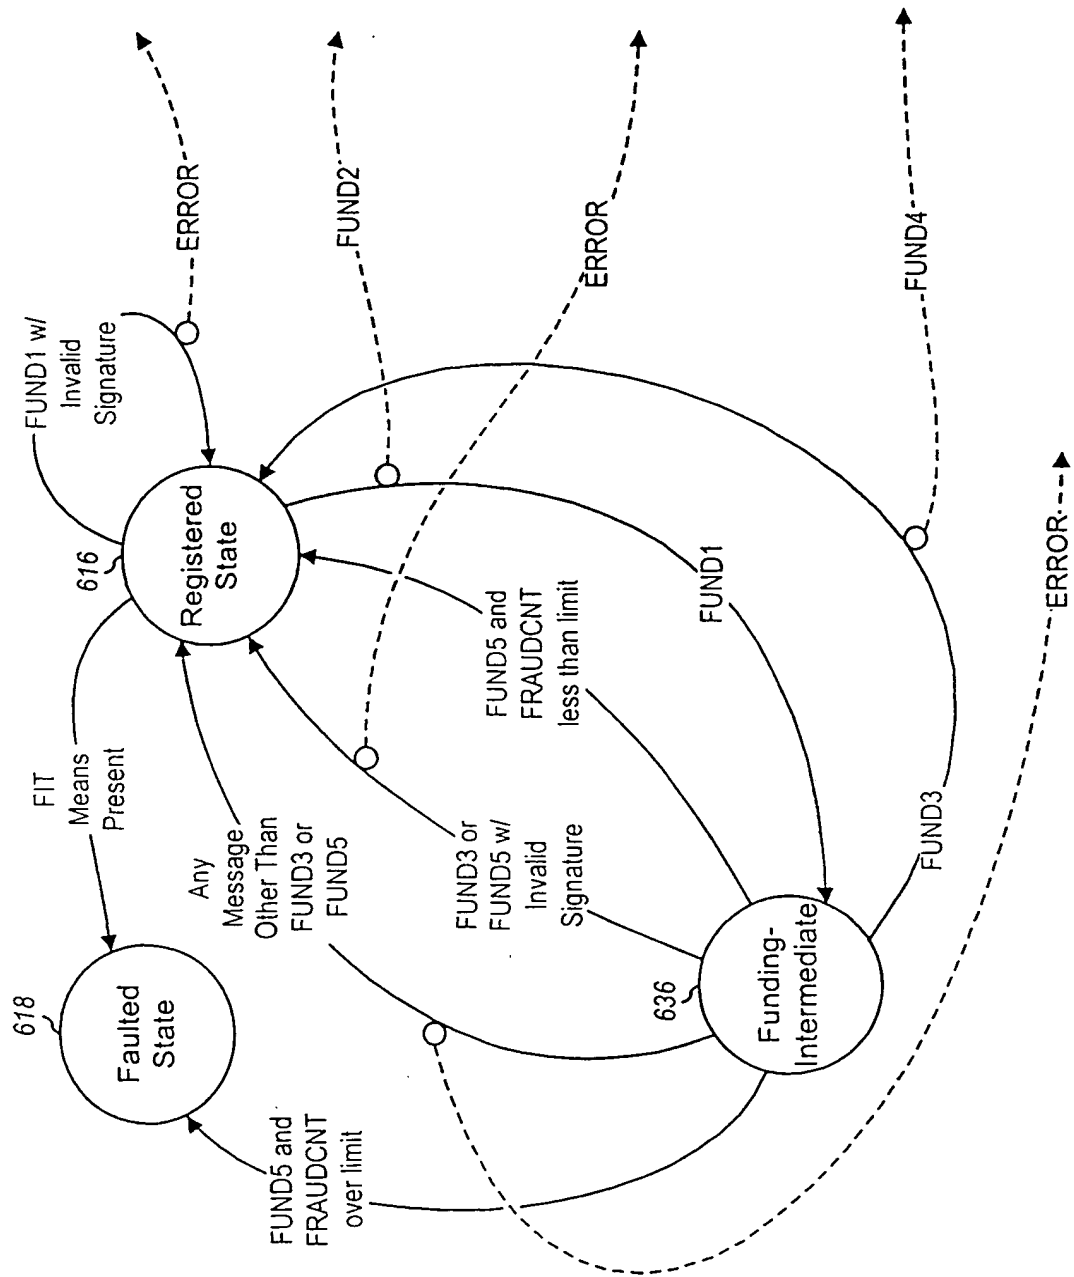 618
Faulted
State
FUND5 and
FRAUDCNT
over limit
FIT
Means
Present
616
Registered
State
FUND1 w/
Invalid
Signature
ERROR
FUND2
Any
Message
Other Than
FUND3 or
FUND5
FUND3 or
FUND5 w/
Invalid
Signature
FUND5 and
FRAUDCNT
less than limit
ERROR
FUND1
636
Funding-
Intermediate
FUND3
FUND4
ERROR